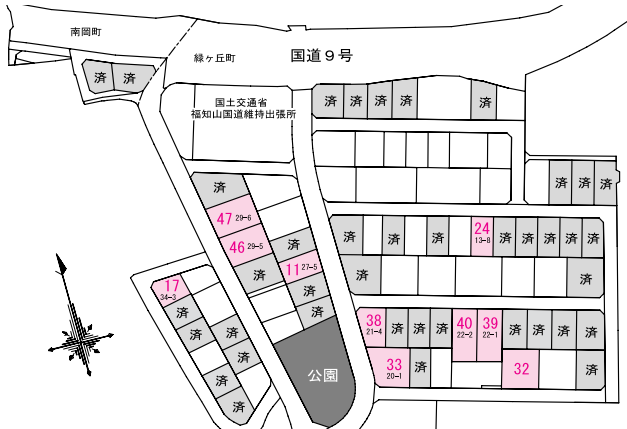 南岡町
緑ヶ丘町
国道9号
済 済
国土交通省
福知山国道維持出張所
済 済 済 済 済
済 済 済 済
47 29-6
46 29-5
済 済
11 27-5
済
済
済 済 済
24
13-8
済 済 済 済 済
済 済
17
34-3
済
済 済
済
済
公園
38
21-4
済 済 済
40
22-2
39
22-1
済 済 済 済
33
20-1
済
32
済